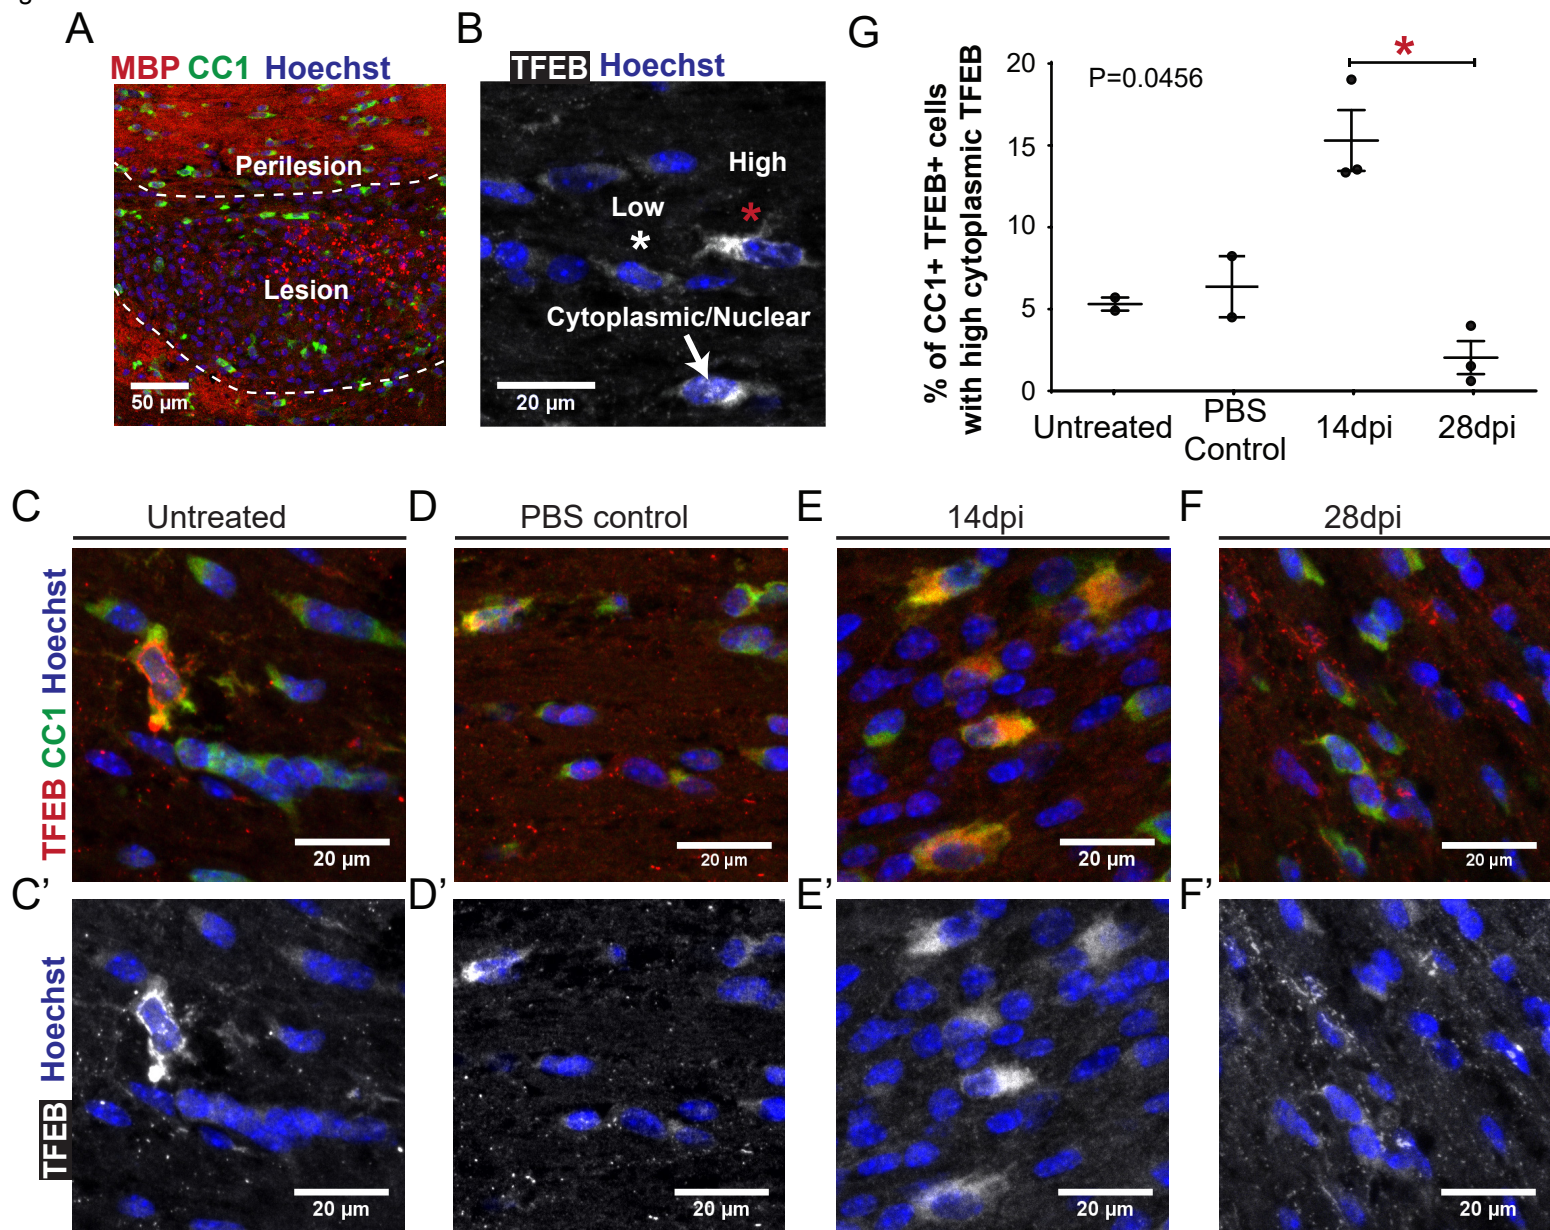 A
MBP CC1 Hoechst
Perilesion
Lesion
50 µm
B
TFEB Hoechst
High
*
Low
*
Cytoplasmic/Nuclear
20 µm
G
% of CC1+ TFEB+ cells
with high cytoplasmic TFEB
P=0.0456
*
20
15
10
5
0
Untreated
PBS
Control
14dpi
28dpi
C
Untreated
D
PBS control
E
14dpi
F
28dpi
TFEB CC1 Hoechst
20 µm
20 µm
20 µm
20 µm
C’
D’
E’
F’
TFEB Hoechst
20 µm
20 µm
20 µm
20 µm